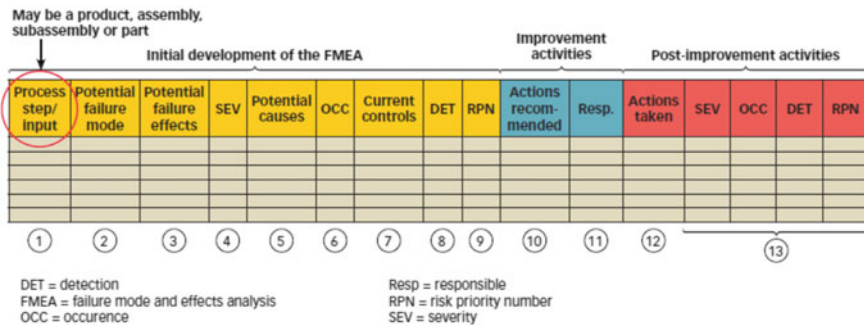 May be a product, assembly,
subassembly or part
Initial development of the FMEA
Improvement
activities
Post-improvement activities
Process
step/
input
Potential
failure
mode
Potential
failure
effects
SEV
Potential
causes
OCC
Current
controls
DET
RPN
Actions
recom-
mended
Resp.
Actions
taken
SEV
OCC
DET
RPN
1
2
3
4
5
6
7
8
9
10
11
12
13
DET = detection
FMEA = failure mode and effects analysis
OCC = occurence
Resp = responsible
RPN = risk priority number
SEV = severity